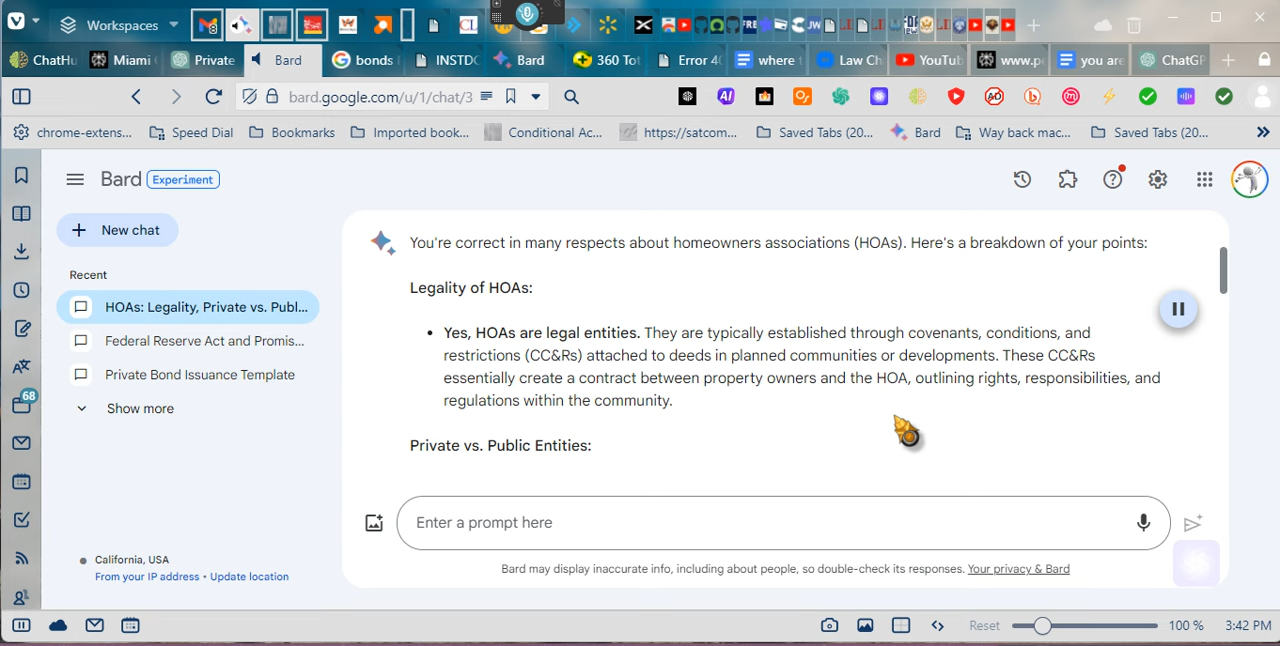 Workspaces
ChatHu
Miami
Private
Bard
bonds
INSTDC
Bard
360 Tot
Error 40
where t
Law Ch
YouTub
www.p
you are
ChatGP
bard.google.com/u/1/chat/3
chrome-extens...
Speed Dial
Bookmarks
Imported book...
Conditional Ac...
https://satcom...
Saved Tabs (20...
Bard
Way back mac...
Saved Tabs (20...
Bard Experiment
New chat
Recent
HOAs: Legality, Private vs. Publ...
Federal Reserve Act and Promis...
Private Bond Issuance Template
Show more
68
California, USA
From your IP address • Update location
You're correct in many respects about homeowners associations (HOAs). Here's a breakdown of your points:
Legality of HOAs:
• Yes, HOAs are legal entities. They are typically established through covenants, conditions, and
restrictions (CC&Rs) attached to deeds in planned communities or developments. These CC&Rs
essentially create a contract between property owners and the HOA, outlining rights, responsibilities, and
regulations within the community.
Private vs. Public Entities:
Enter a prompt here
Bard may display inaccurate info, including about people, so double-check its responses. Your privacy & Bard
Reset
100 %
3:42 PM